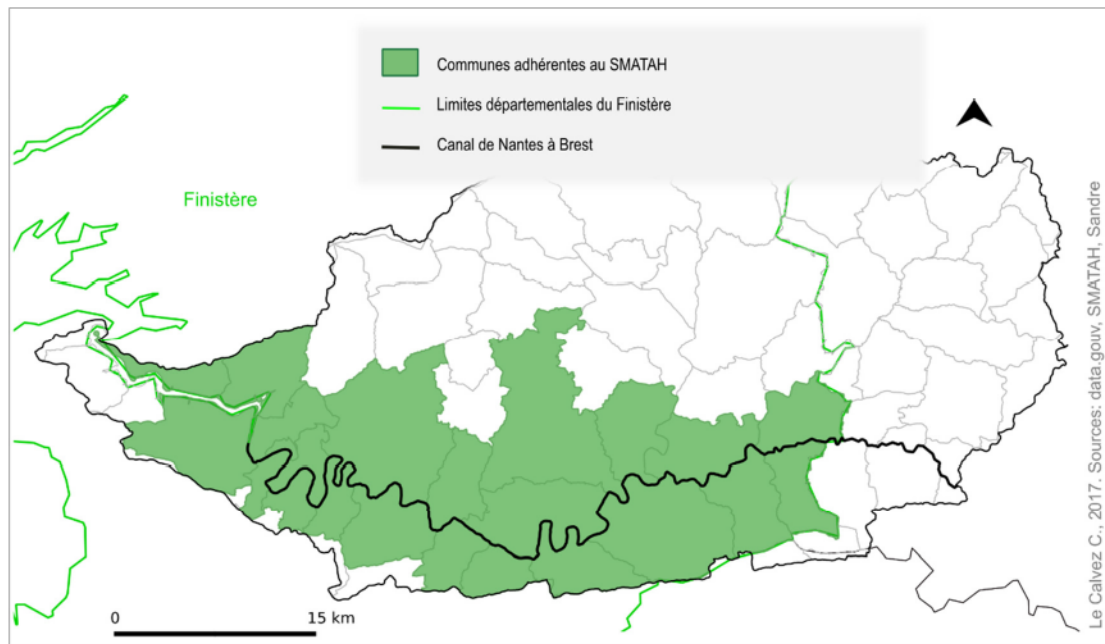 Communes adhérentes au SMATAH
Limites départementales du Finistère
Canal de Nantes à Brest
Finistère
0 15 km
Le Calvez C., 2017. Sources: data.gouv, SMATAH, Sandre